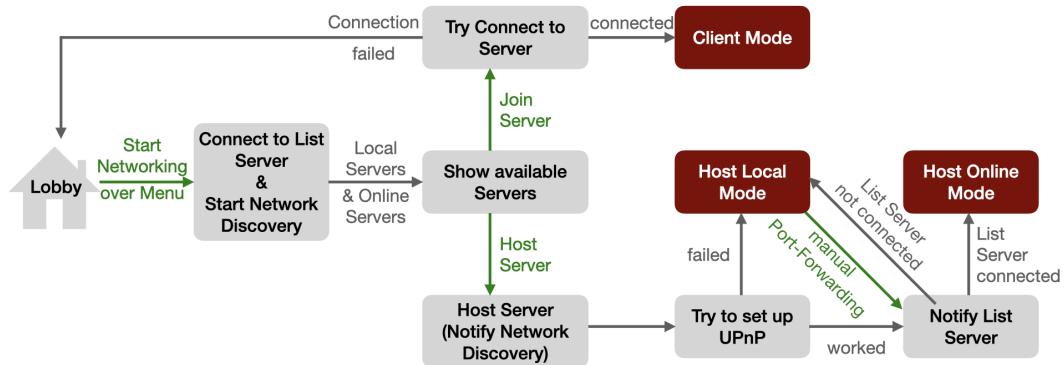 Connection
failed
Try Connect to
Server
connected
Client Mode
Join
Server
Lobby
Start
Networking
over Menu
Connect to List
Server
&
Start Network
Discovery
Local
Servers
& Online
Servers
Show available
Servers
Host
Server
Host Server
(Notify Network
Discovery)
Host Local
Mode
Host Online
Mode
failed
manual
Port-Forwarding
List Server
not connected
List
Server
connected
Try to set up
UPnP
worked
Notify List
Server